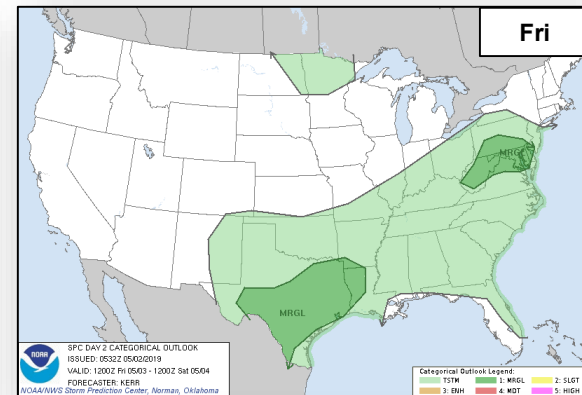 Fri
MRGL
MRGL
NOAA
SPC DAY 2 CATEGORICAL OUTLOOK
ISSUED: 0532Z 05/02/2019
VALID: 1200Z Fri 05/03 - 1200Z Sat 05/04
FORECASTER: KERR
NOAA/NWS Storm Prediction Center, Norman, Oklahoma
Categorical Outlook Legend:
TSTM 1: MRGL 2: SLGT
3: ENH 4: MDT 5: HIGH